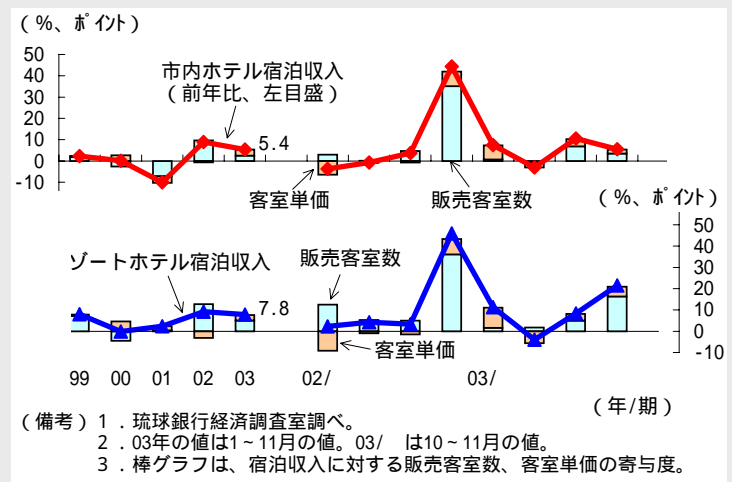 （%、ポイント）
50
40
30
20
10
0
-10
市内ホテル宿泊収入
（前年比、左目盛）
5.4
客室単価
販売客室数
（%、ポイント）
50
40
30
20
10
0
-10
ゾートホテル宿泊収入
販売客室数
7.8
客室単価
99 00 01 02 03 02/ 03/
（年/期）
（備考）１．琉球銀行経済調査室調べ。
２．03年の値は1～11月の値。03/　は10～11月の値。
３．棒グラフは、宿泊収入に対する販売客室数、客室単価の寄与度。